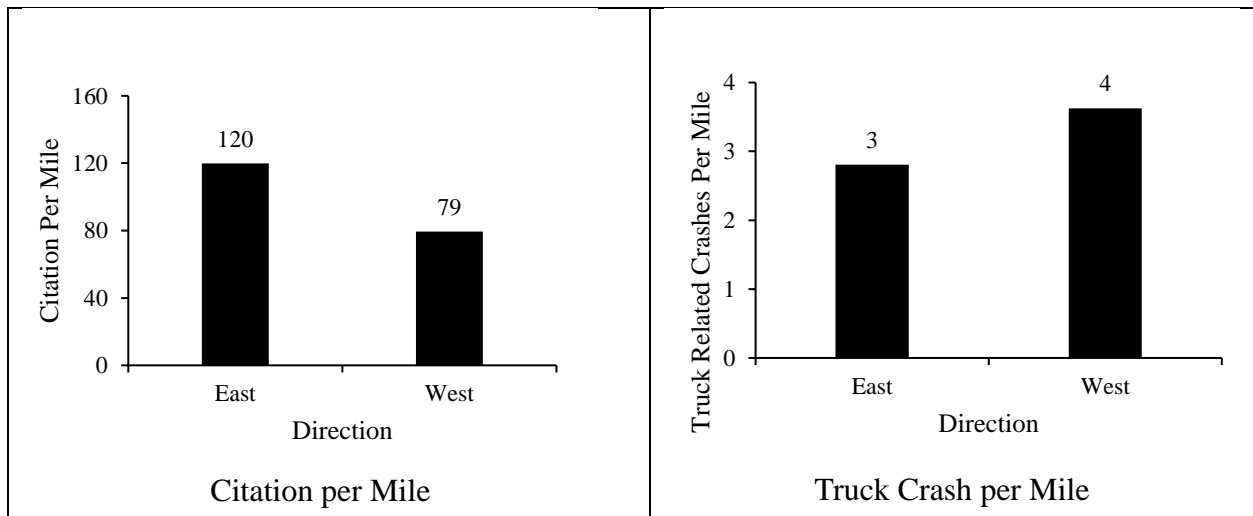 Citation Per Mile
160
120
80
40
0
120
79
East West
Direction
Citation per Mile
Truck Related Crashes Per Mile
4
3
2
1
0
3
4
East West
Direction
Truck Crash per Mile